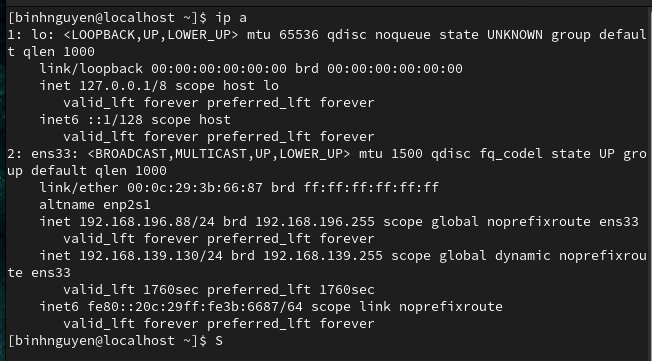 [binhnguyen@localhost ~]$ ip a
1: lo: <LOOPBACK,UP,LOWER_UP> mtu 65536 qdisc noqueue state UNKNOWN group defaul
t qlen 1000
    link/loopback 00:00:00:00:00:00 brd 00:00:00:00:00:00
    inet 127.0.0.1/8 scope host lo
       valid_lft forever preferred_lft forever
    inet6 ::1/128 scope host
       valid_lft forever preferred_lft forever
2: ens33: <BROADCAST,MULTICAST,UP,LOWER_UP> mtu 1500 qdisc fq_codel state UP gro
up default qlen 1000
    link/ether 00:0c:29:3b:66:87 brd ff:ff:ff:ff:ff:ff
    altname enp2s1
    inet 192.168.196.88/24 brd 192.168.196.255 scope global noprefixroute ens33
       valid_lft forever preferred_lft forever
    inet 192.168.139.130/24 brd 192.168.139.255 scope global dynamic noprefixrou
te ens33
       valid_lft 1760sec preferred_lft 1760sec
    inet6 fe80::20c:29ff:fe3b:6687/64 scope link noprefixroute
       valid_lft forever preferred_lft forever
[binhnguyen@localhost ~]$ S